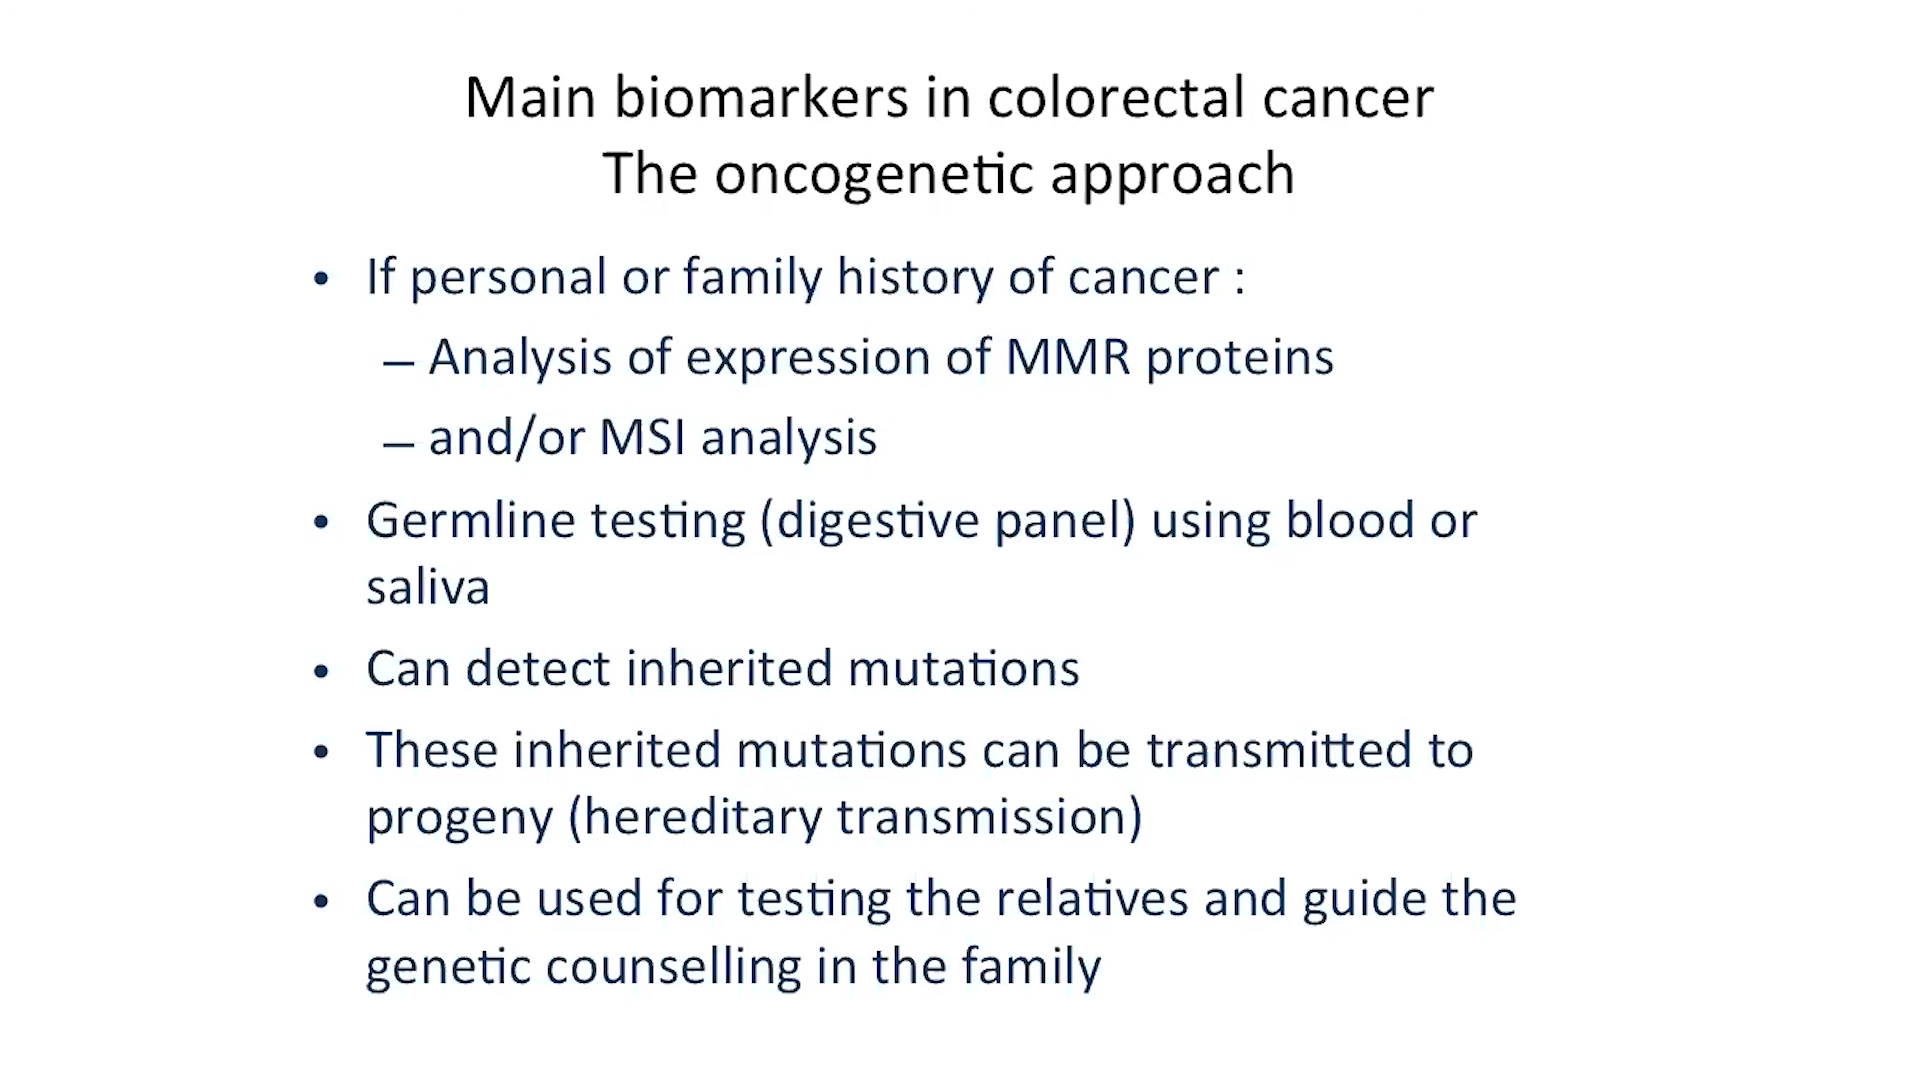 Main biomarkers in colorectal cancer
The oncogenetic approach
• If personal or family history of cancer :
– Analysis of expression of MMR proteins
– and/or MSI analysis
• Germline testing (digestive panel) using blood or
saliva
• Can detect inherited mutations
• These inherited mutations can be transmitted to
progeny (hereditary transmission)
• Can be used for testing the relatives and guide the
genetic counselling in the family